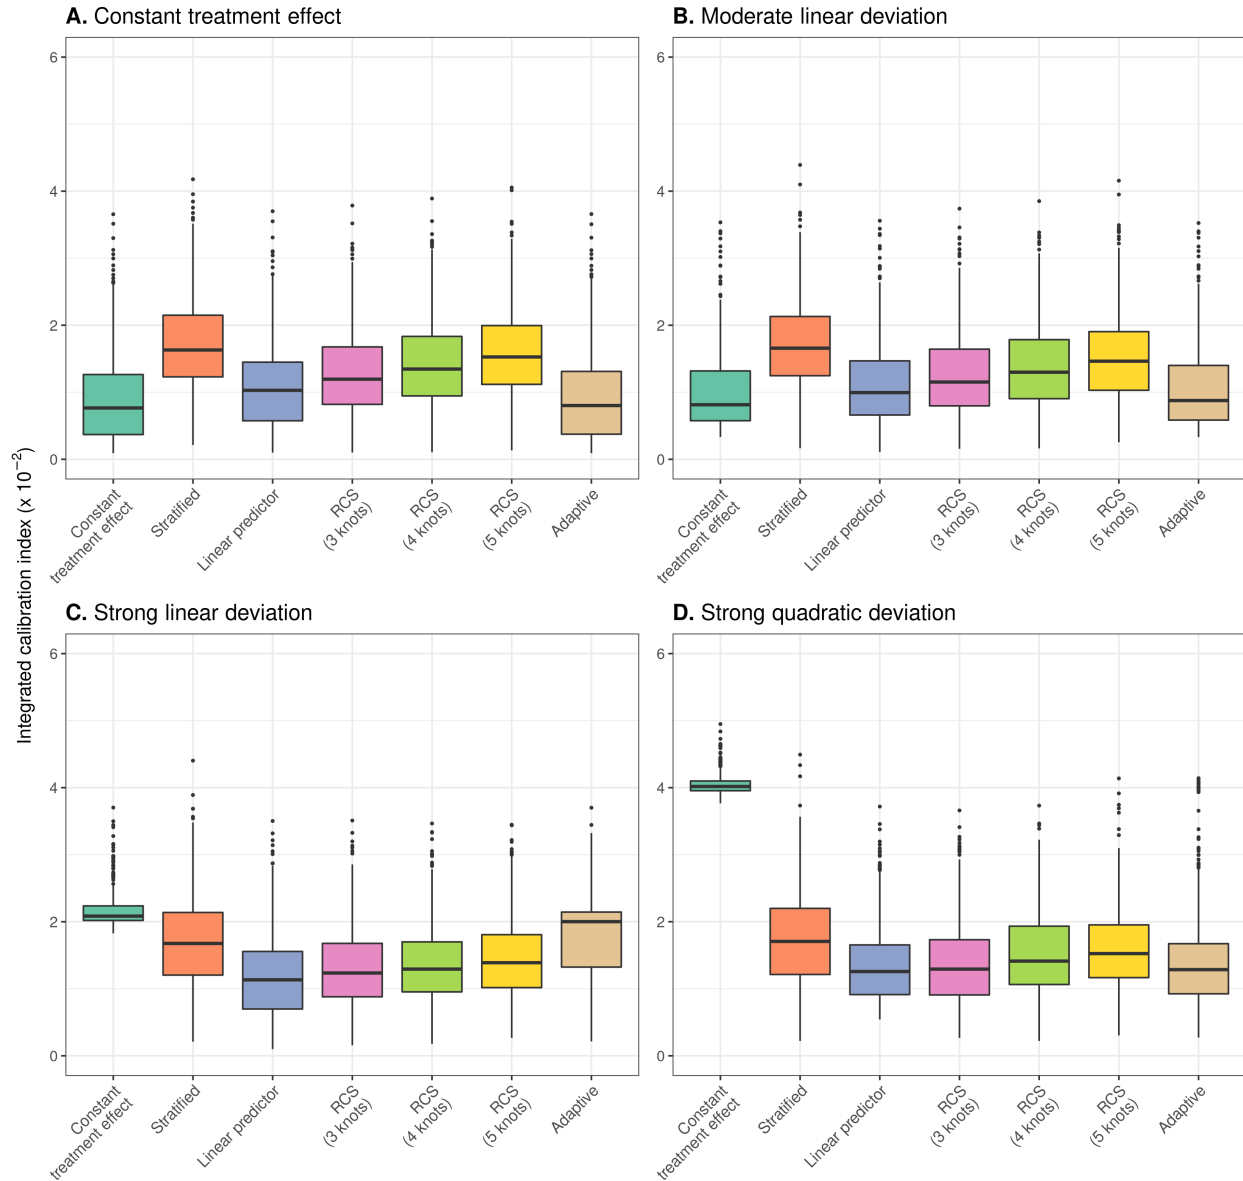 A. Constant treatment effect
6
4
2
0
Constant
treatment effect
Stratified
Linear predictor
RCS
(3 knots)
RCS
(4 knots)
RCS
(5 knots)
Adaptive
B. Moderate linear deviation
6
4
2
0
Constant
treatment effect
Stratified
Linear predictor
RCS
(3 knots)
RCS
(4 knots)
RCS
(5 knots)
Adaptive
Integrated calibration index (x 10⁻²)
C. Strong linear deviation
6
4
2
0
Constant
treatment effect
Stratified
Linear predictor
RCS
(3 knots)
RCS
(4 knots)
RCS
(5 knots)
Adaptive
D. Strong quadratic deviation
6
4
2
0
Constant
treatment effect
Stratified
Linear predictor
RCS
(3 knots)
RCS
(4 knots)
RCS
(5 knots)
Adaptive